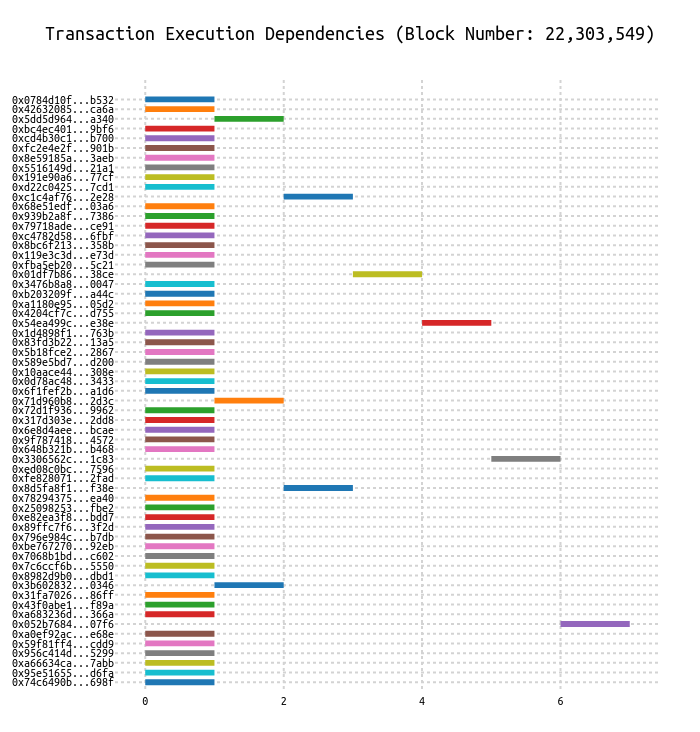 Transaction Execution Dependencies (Block Number: 22,303,549)
0x0784d10f...b532
0x42632085...ca6a
0x5dd5d964...a340
0xbc4ec401...9bf6
0xcd4b30c1...b700
0xfc2e4e2f...901b
0x8e59185a...3aeb
0x5516149d...21a1
0x191e90a6...77cf
0xd22c0425...7cd1
0xc1c4af76...2e28
0x68e51edf...03a6
0x939b2a8f...7386
0x79718ade...ce91
0xc4782d58...6fbf
0x8bc6f213...358b
0x119e3c3d...e73d
0xfba5eb20...5c21
0x01df7b86...38ce
0x3476b8a8...0047
0xb203209f...a44c
0xa1180e95...05d2
0x4204cf7c...d755
0x54ea499c...e38e
0x1d4898f1...763b
0x83fd3b22...13a5
0x5b18fce2...2867
0x589e5bd7...d200
0x10aace44...308e
0x0d78ac48...3433
0x6f1fef2b...a1d6
0x71d960b8...2d3c
0x72d1f936...9962
0x317d303e...2dd8
0x6e8d4aee...bcae
0x9f787418...4572
0x648b321b...b468
0x3306562c...1c83
0xed08c0bc...7596
0xfe828071...2fad
0x8d5fa8f1...f38e
0x78294375...ea40
0x25098253...fbe2
0xe82ea3f8...bdd7
0x89ffc7f6...3f2d
0x796e984c...b7db
0xbe767270...92eb
0x7068b1bd...c602
0x7c6ccf6b...5550
0x8982d9b0...dbd1
0x3b602832...0346
0x31fa7026...86ff
0x43f0abe1...f89a
0xa683236d...366a
0x052b7684...07f6
0xa0ef92ac...e68e
0x59f81ff4...cdd9
0x956c414d...5299
0xa66634ca...7abb
0x95e51655...d6fa
0x74c6490b...698f
0 2 4 6